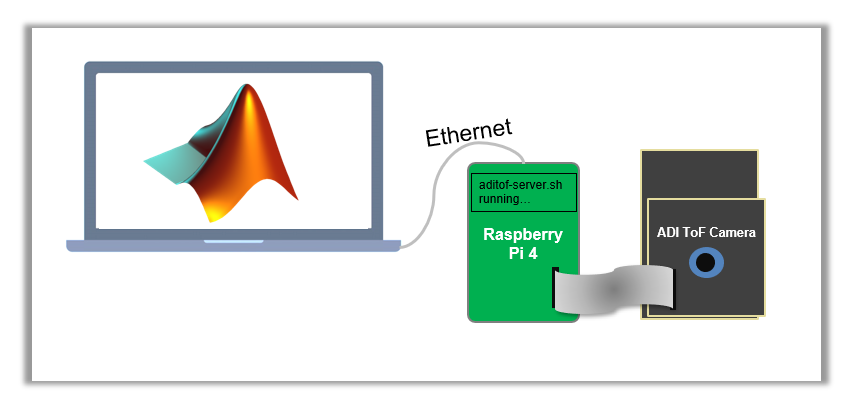 Ethernet
aditof-server.sh
running...
Raspberry
Pi 4
ADI ToF Camera